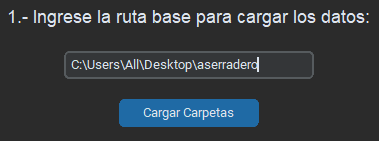 1.- Ingrese la ruta base para cargar los datos:
C:\Users\All\Desktop\aserradero
Cargar Carpetas